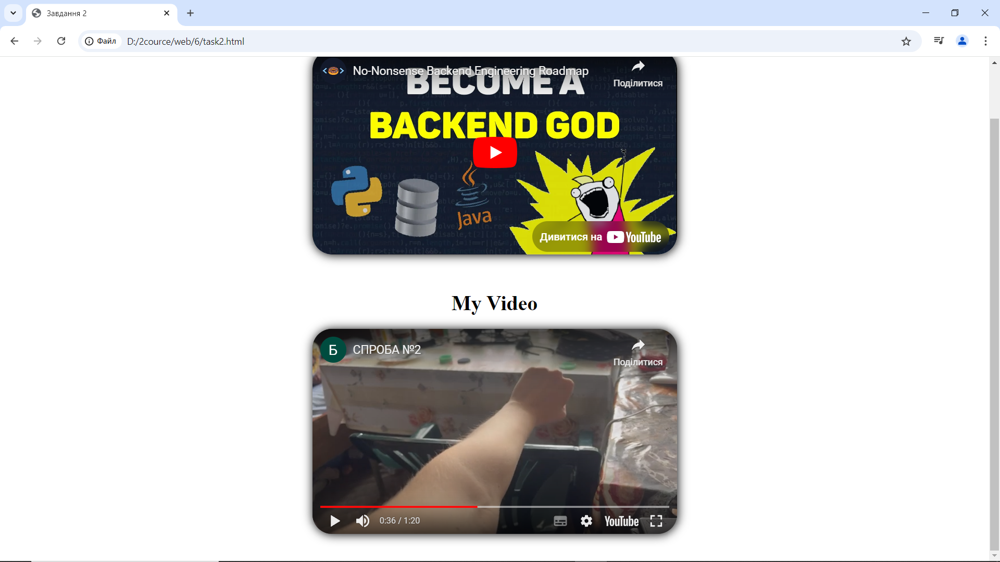 Завдання 2
Файл
D:/2cource/web/6/task2.html
No-Nonsense Backend Engineering Roadmap
Поділитися
BECOME A
BACKEND GOD
Java
Дивитися на YouTube
My Video
Б
СПРОБА №2
Поділитися
0:36 / 1:20
YouTube